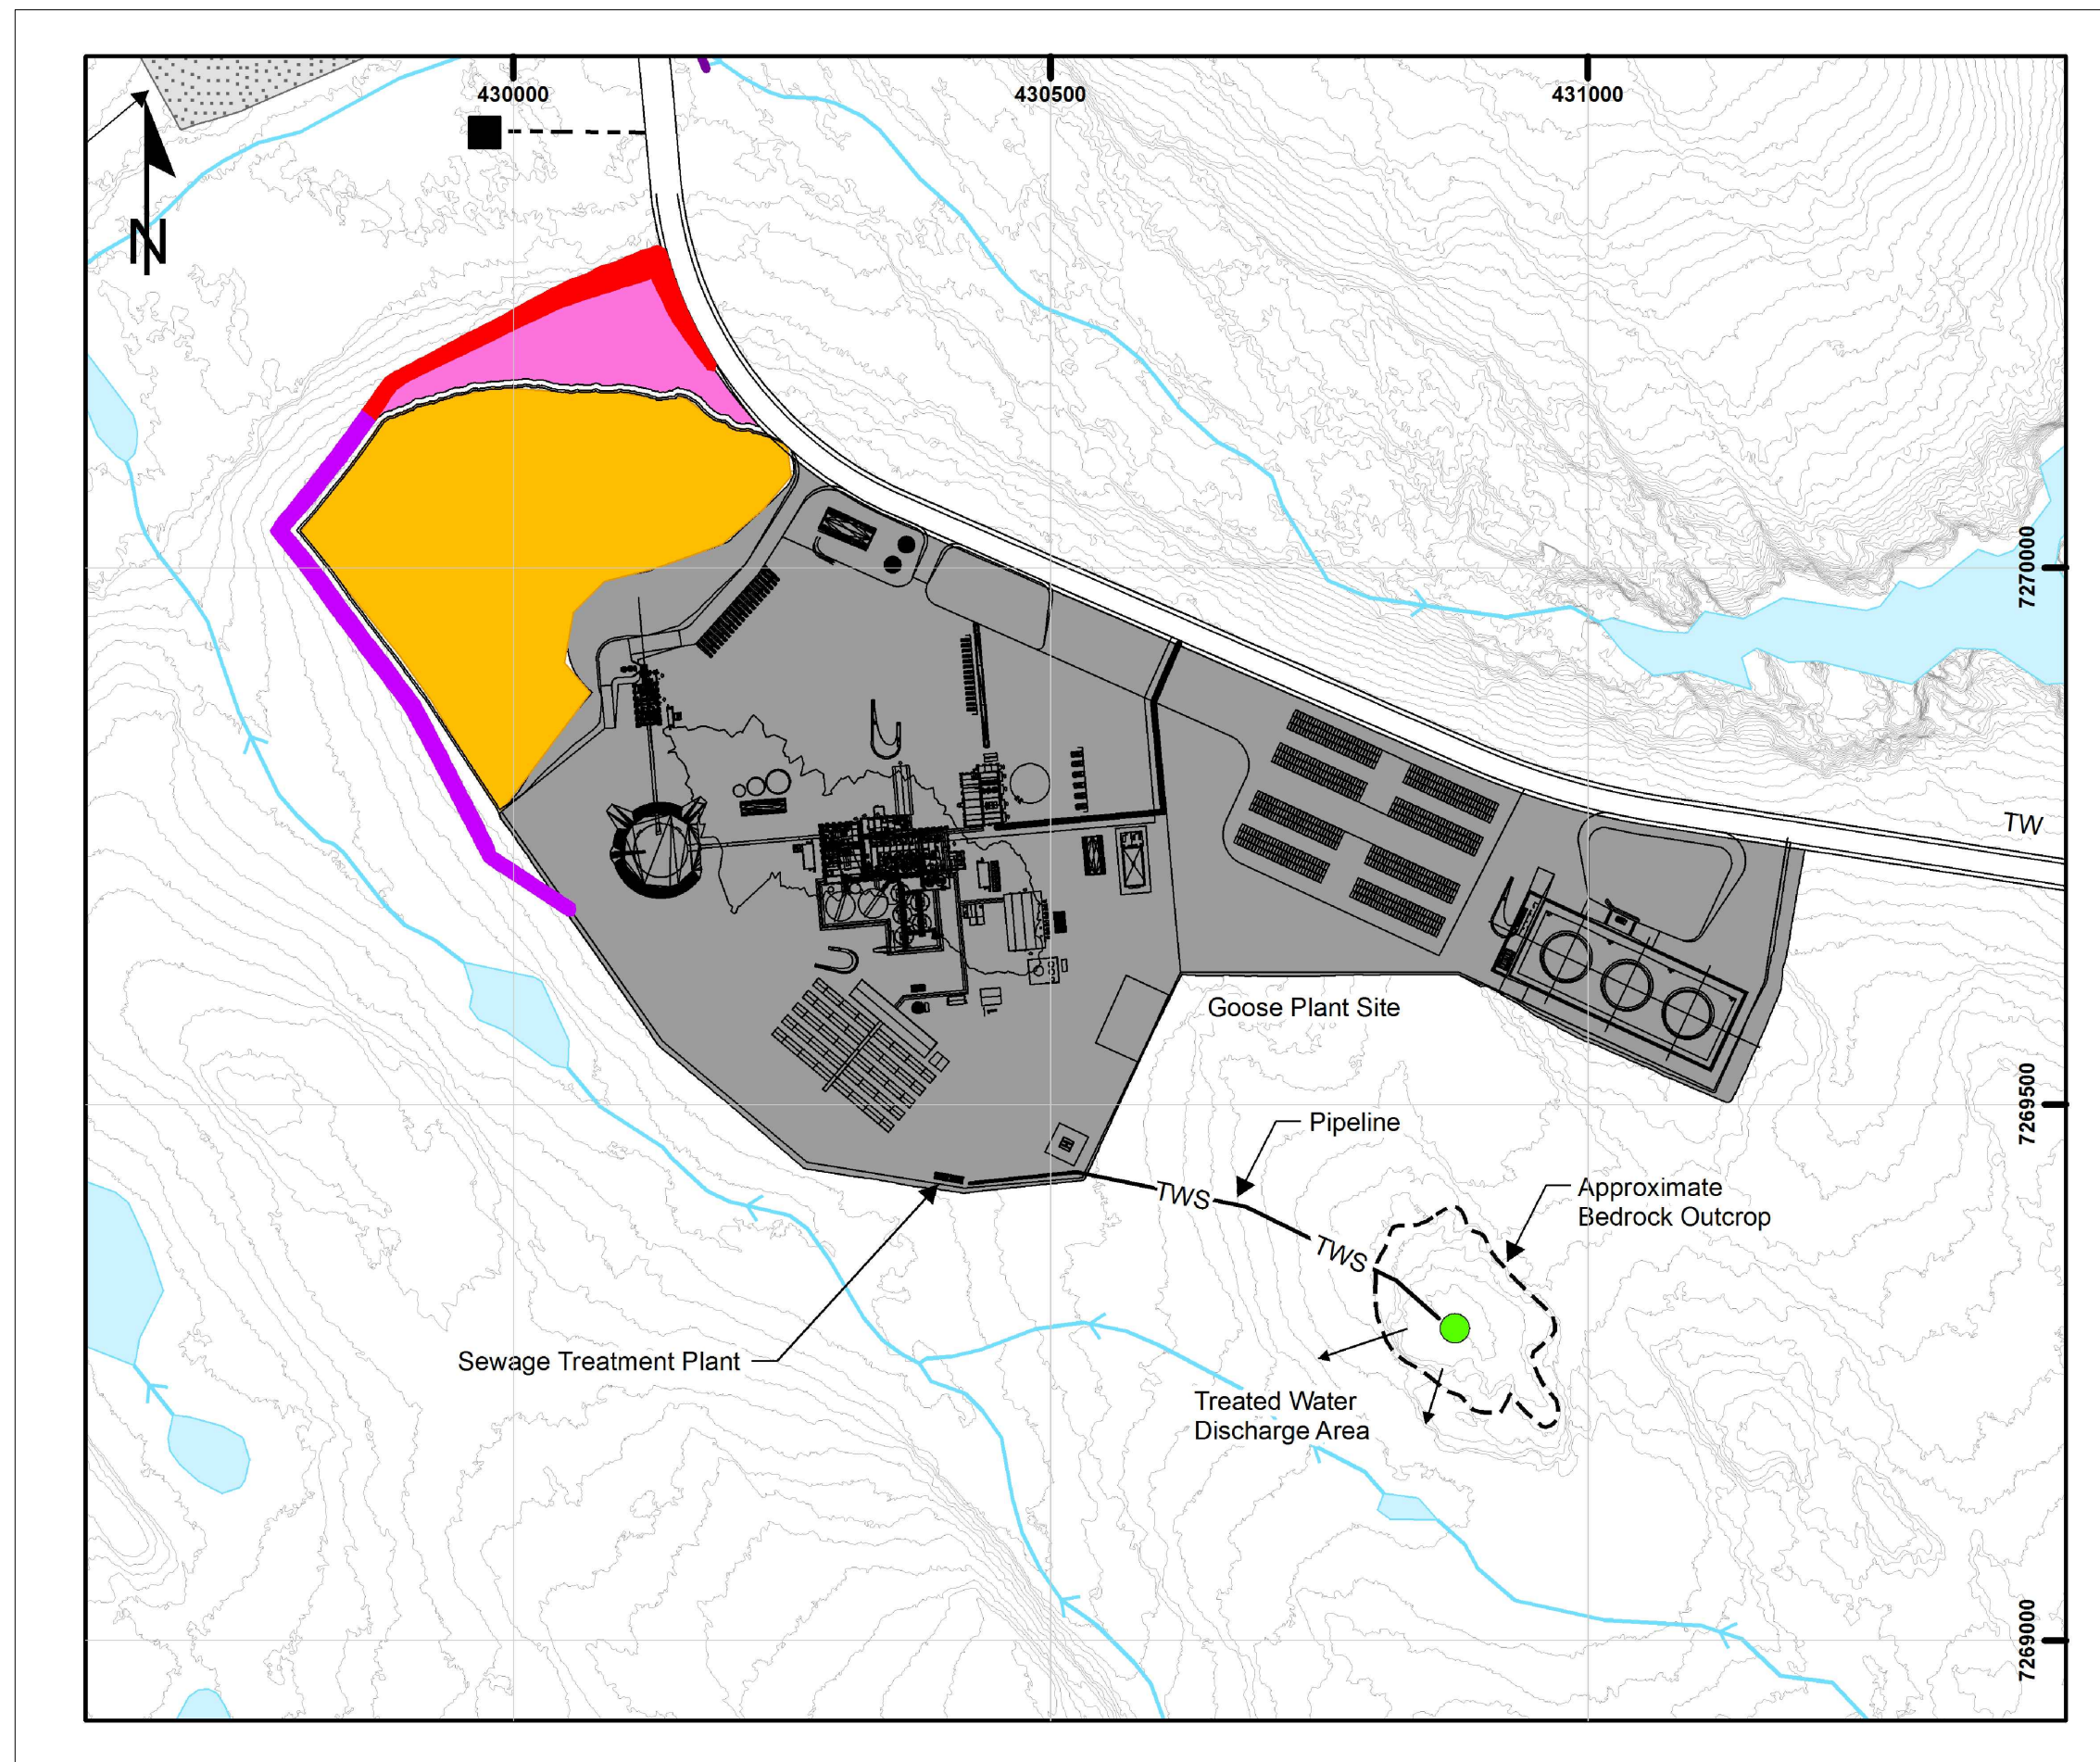 430000
430500
431000
N
7270000
TW
Goose Plant Site
7269500
Pipeline
TWS
Approximate
Bedrock Outcrop
TWS
Sewage Treatment Plant
Treated Water
Discharge Area
7269000